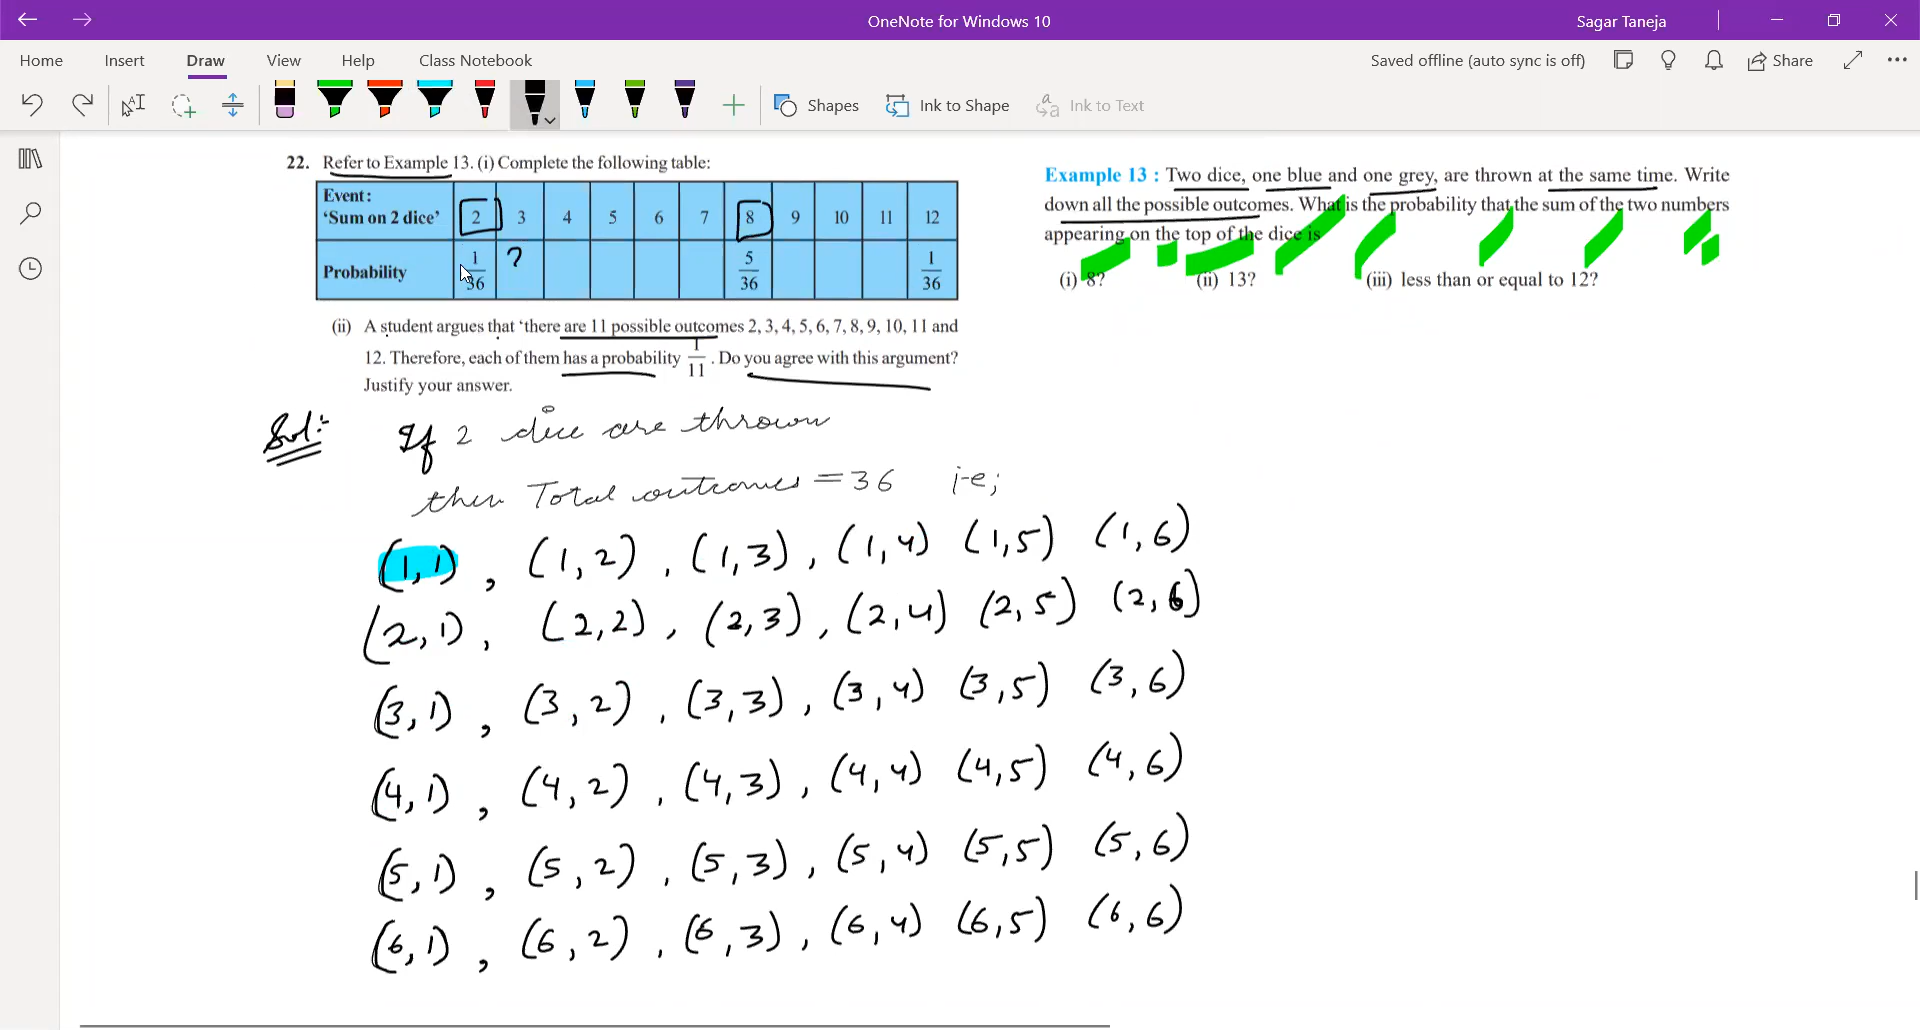 OneNote for Windows 10
Sagar Taneja
Home Insert Draw View Help Class Notebook
Saved offline (auto sync is off) Share
Shapes Ink to Shape Ink to Text
22. Refer to Example 13. (i) Complete the following table:
Event :
'Sum on 2 dice' 2 3 4 5 6 7 8 9 10 11 12
Probability 1/36 ? 5/36 1/36
(ii) A student argues that 'there are 11 possible outcomes 2, 3, 4, 5, 6, 7, 8, 9, 10, 11 and
12. Therefore, each of them has a probability 1/11 . Do you agree with this argument?
Justify your answer.
Example 13 : Two dice, one blue and one grey, are thrown at the same time. Write
down all the possible outcomes. What is the probability that the sum of the two numbers
appearing on the top of the dice is
(i) 8? (ii) 13? (iii) less than or equal to 12?
Sol:- If 2 dice are thrown
then Total outcomes = 36 i-e;
(1, 1) , (1, 2) , (1, 3) , (1, 4) (1, 5) (1, 6)
(2, 1) , (2, 2) , (2, 3) , (2, 4) (2, 5) (2, 6)
(3, 1) , (3, 2) , (3, 3) , (3, 4) (3, 5) (3, 6)
(4, 1) , (4, 2) , (4, 3) , (4, 4) (4, 5) (4, 6)
(5, 1) , (5, 2) , (5, 3) , (5, 4) (5, 5) (5, 6)
(6, 1) , (6, 2) , (6, 3) , (6, 4) (6, 5) (6, 6)